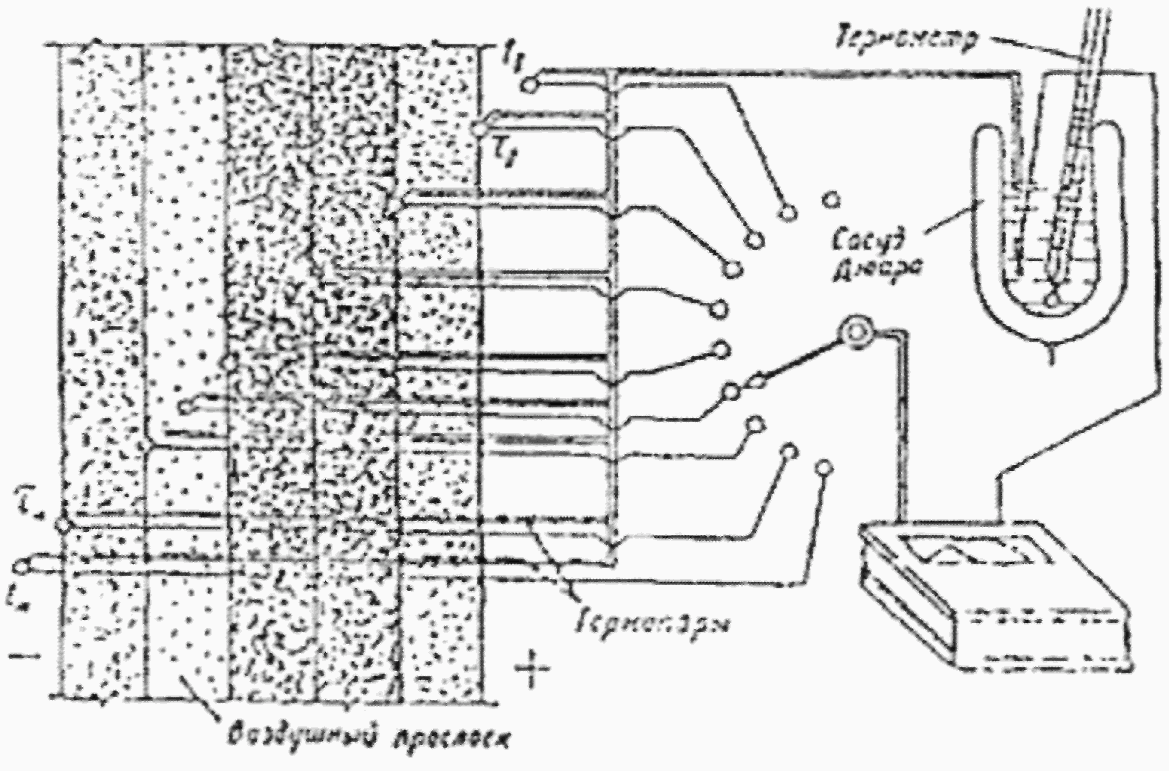 Термометр
tв
τв
Сосуд
Дюара
τн
tн
Термопары
−
+
Воздушный прослоек